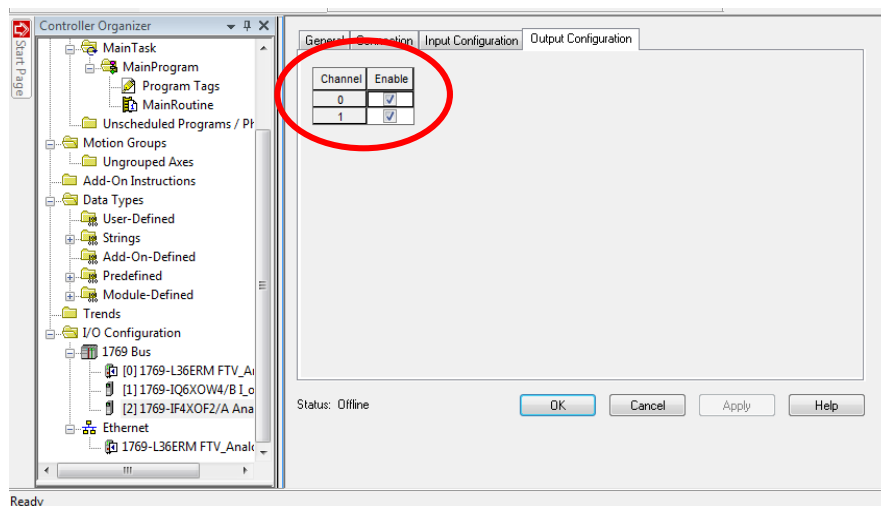 Start Page
Controller Organizer
MainTask
MainProgram
Program Tags
MainRoutine
Unscheduled Programs / Ph
Motion Groups
Ungrouped Axes
Add-On Instructions
Data Types
User-Defined
Strings
Add-On-Defined
Predefined
Module-Defined
Trends
I/O Configuration
1769 Bus
[0] 1769-L36ERM FTV_A
[1] 1769-IQ6XOW4/B I_o
[2] 1769-IF4XOF2/A Ana
Ethernet
1769-L36ERM FTV_Analo
General Connection Input Configuration Output Configuration
Channel Enable
0
1
Status: Offline
OK Cancel Apply Help
Ready